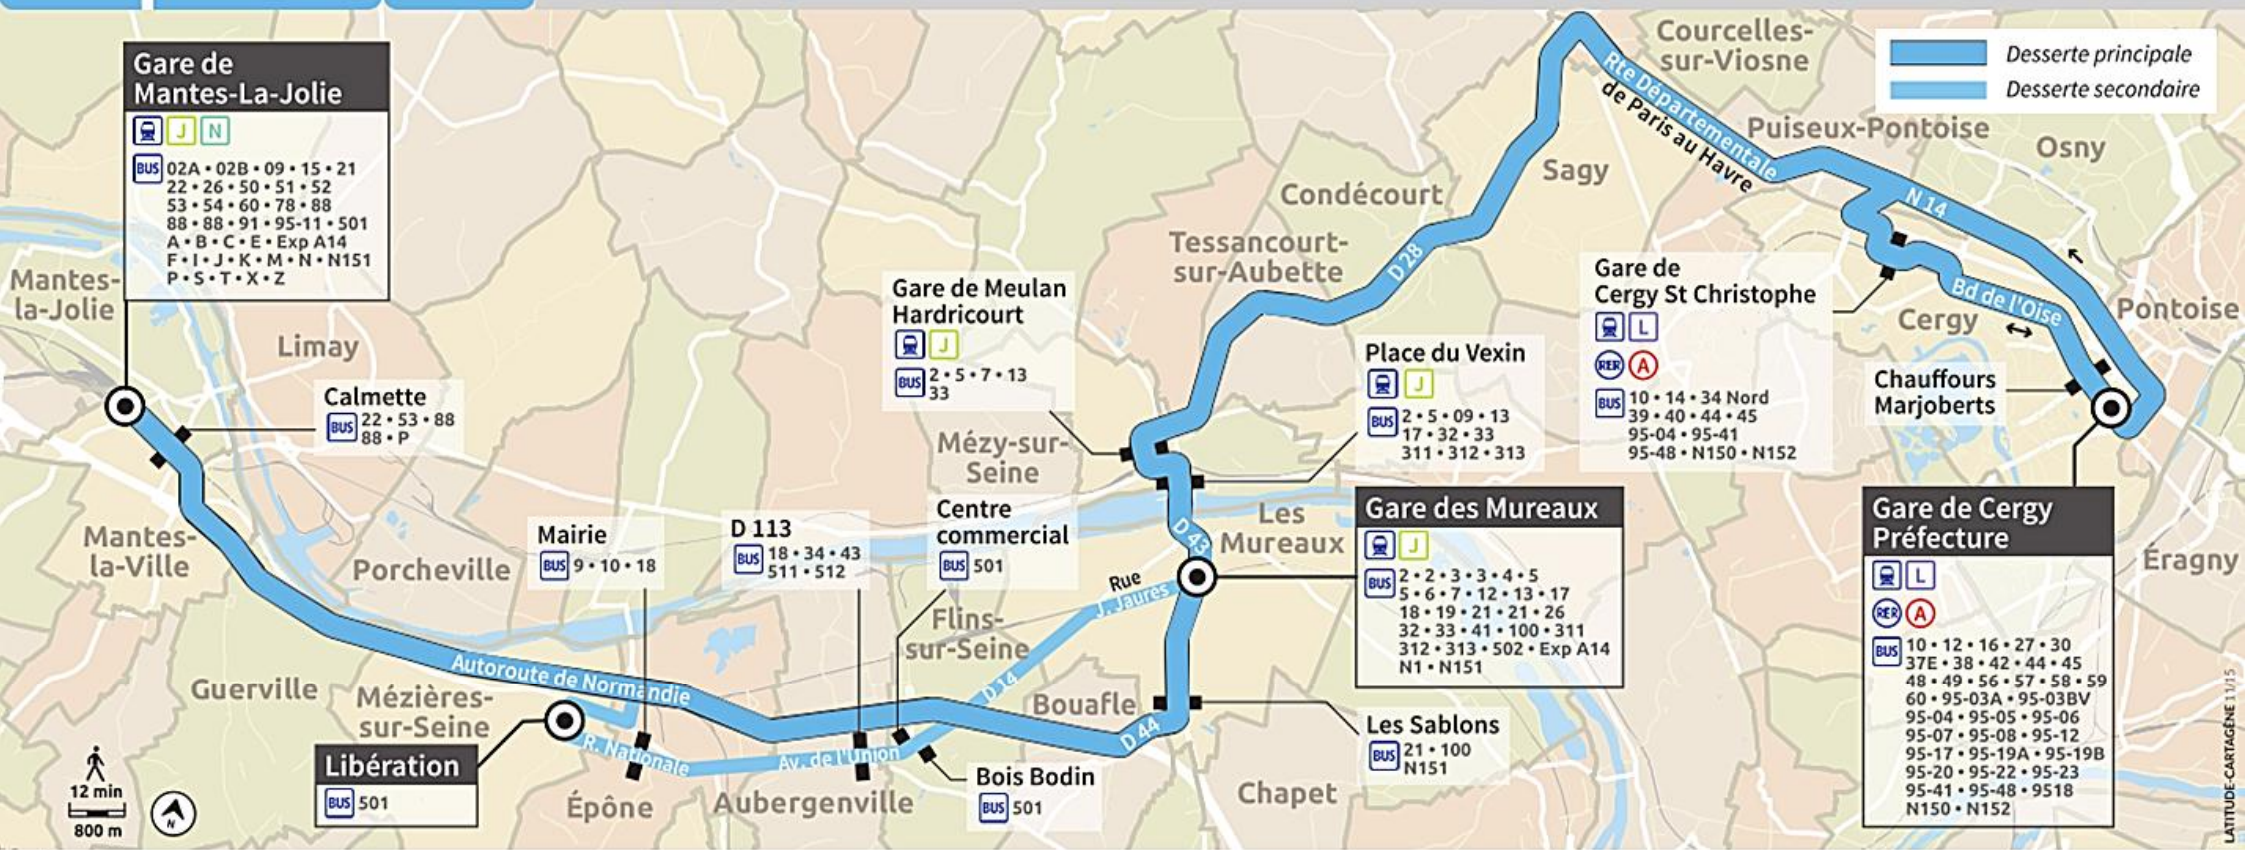 Gare de
Mantes-La-Jolie
J N
BUS 02A • 02B • 09 • 15 • 21
22 • 26 • 50 • 51 • 52
53 • 54 • 60 • 78 • 88
88 • 88 • 91 • 95-11 • 501
A • B • C • E • Exp A14
F • I • J • K • M • N • N151
P • S • T • X • Z
Mantes-
la-Jolie
Limay
Calmette
BUS 22 • 53 • 88
88 • P
Mantes-
la-Ville
Porcheville
Guerville
Autoroute de Normandie
Mézières-
sur-Seine
Libération
BUS 501
12 min
800 m
N
Mairie
BUS 9 • 10 • 18
R. Nationale
Épône
D 113
BUS 18 • 34 • 43
511 • 512
Av. de l'Union
Aubergenville
Centre
commercial
BUS 501
Flins-
sur-Seine
D 14
Rue
J. Jaurès
Bois Bodin
BUS 501
Bouafle
D 44
Chapet
Les Sablons
BUS 21 • 100
N151
Gare de Meulan
Hardricourt
J
BUS 2 • 5 • 7 • 13
33
Mézy-sur-
Seine
D 43
Les
Mureaux
Gare des Mureaux
J
BUS 2 • 2 • 3 • 3 • 4 • 5
5 • 6 • 7 • 12 • 13 • 17
18 • 19 • 21 • 21 • 26
32 • 33 • 41 • 100 • 311
312 • 313 • 502 • Exp A14
N1 • N151
Place du Vexin
J
BUS 2 • 5 • 09 • 13
17 • 32 • 33
311 • 312 • 313
Tessancourt-
sur-Aubette
Condécourt
D 28
Sagy
Courcelles-
sur-Viosne
Rte Départementale
de Paris au Havre
Desserte principale
Desserte secondaire
Puiseux-Pontoise
Osny
N 14
Gare de
Cergy St Christophe
L
RER A
BUS 10 • 14 • 34 Nord
39 • 40 • 44 • 45
95-04 • 95-41
95-48 • N150 • N152
Bd de l'Oise
Cergy
Pontoise
Chauffours
Marjoberts
Gare de Cergy
Préfecture
L
RER A
BUS 10 • 12 • 16 • 27 • 30
37E • 38 • 42 • 44 • 45
48 • 49 • 56 • 57 • 58 • 59
60 • 95-03A • 95-03BV
95-04 • 95-05 • 95-06
95-07 • 95-08 • 95-12
95-17 • 95-19A • 95-19B
95-20 • 95-22 • 95-23
95-41 • 95-48 • 9518
N150 • N152
Éragny
LATITUDE-CARTAGÈNE 11/15